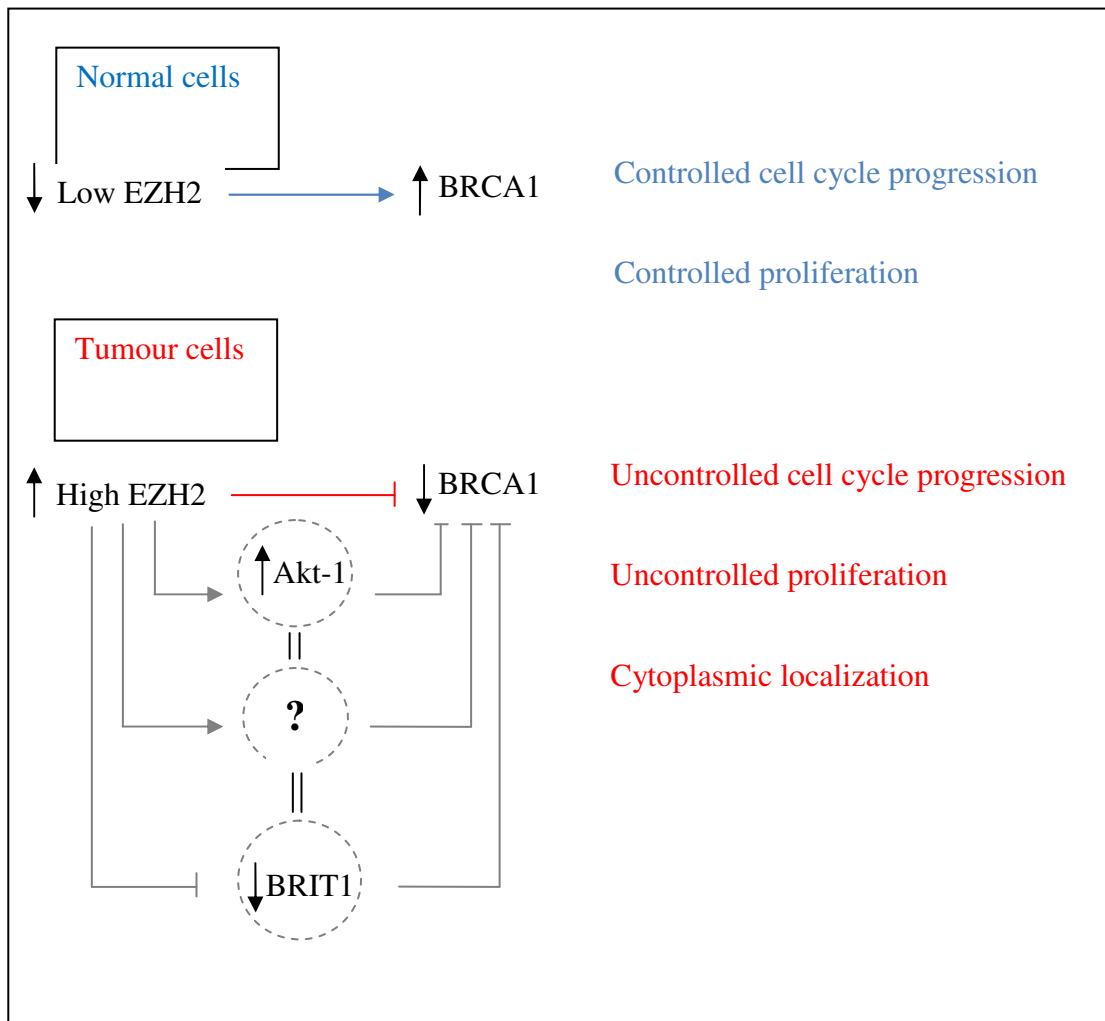 Normal cells
Low EZH2
BRCA1
Controlled cell cycle progression
Controlled proliferation
Tumour cells
High EZH2
BRCA1
Uncontrolled cell cycle progression
Akt-1
Uncontrolled proliferation
Cytoplasmic localization
?
BRIT1